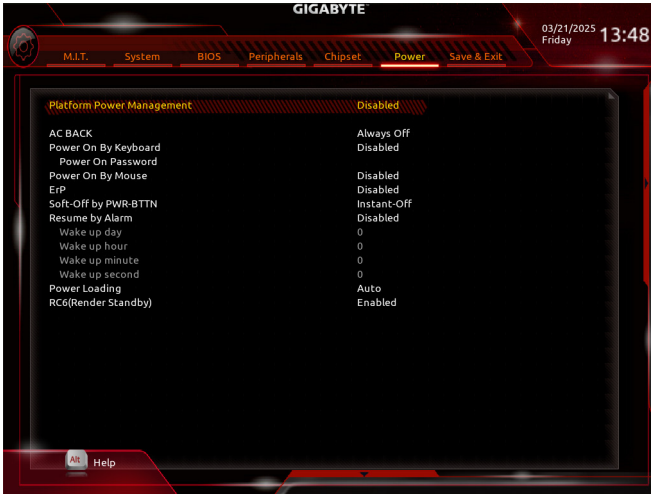 GIGABYTE™
03/21/2025
Friday
13:48
M.I.T. System BIOS Peripherals Chipset Power Save & Exit
Platform Power Management Disabled
AC BACK Always Off
Power On By Keyboard Disabled
Power On Password
Power On By Mouse Disabled
ErP Disabled
Soft-Off by PWR-BTTN Instant-Off
Resume by Alarm Disabled
Wake up day 0
Wake up hour 0
Wake up minute 0
Wake up second 0
Power Loading Auto
RC6(Render Standby) Enabled
Alt Help